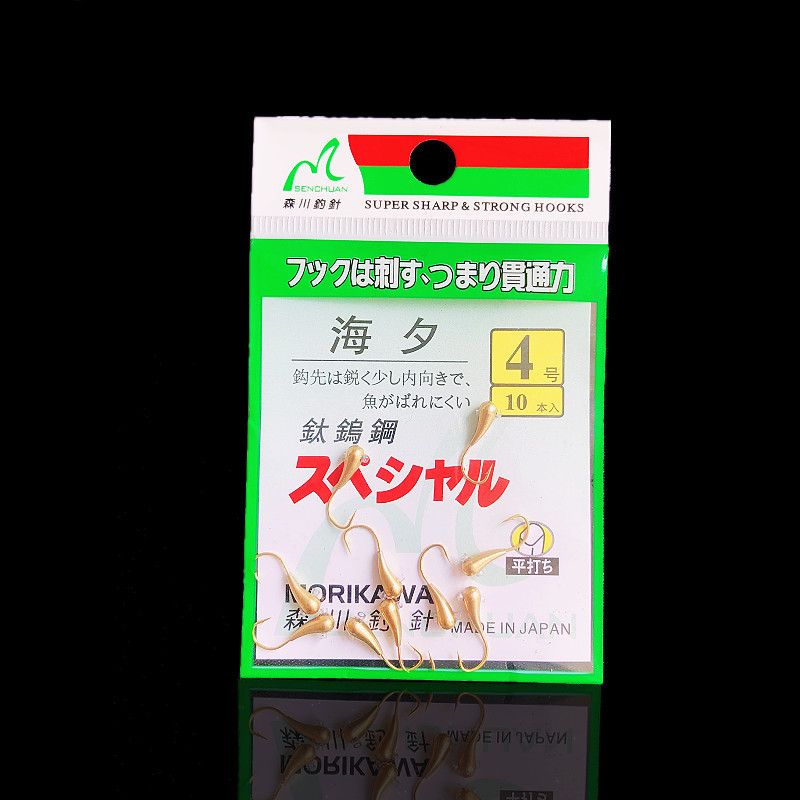 SENCHUAN
森川釣針
SUPER SHARP & STRONG HOOKS
フックは刺す、つまり貫通力
海夕
4号
鈎先は鋭く少し内向きで、
魚がばれにくい
10本入
鈦鎢鋼
スペシャル
平打ち
MORIKAWA
森川釣針
MADE IN JAPAN